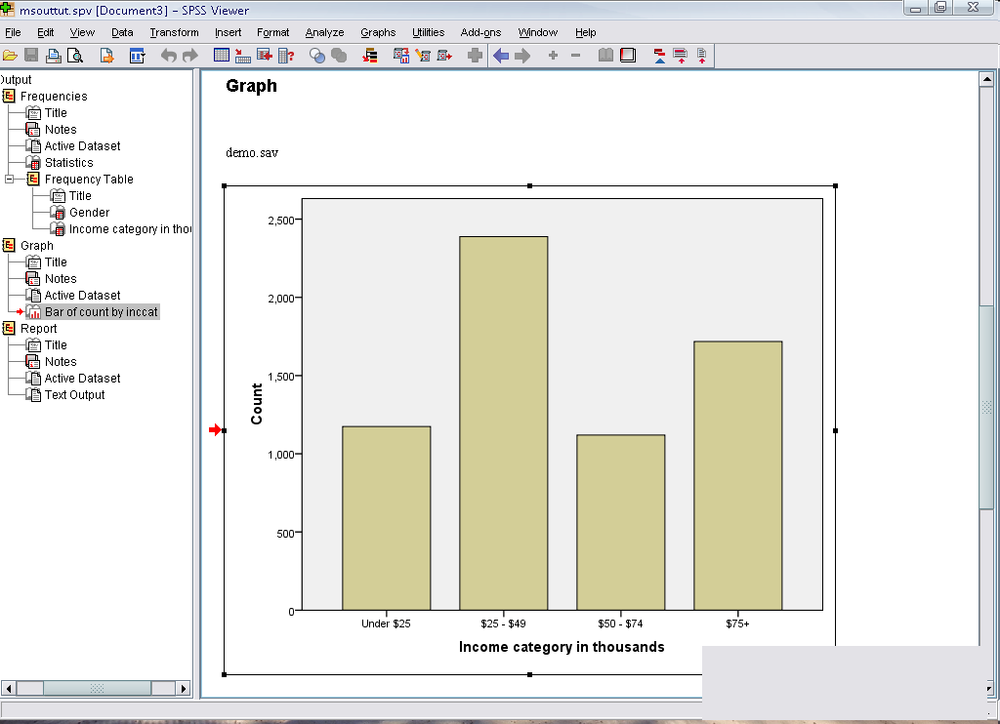 msouttut.spv [Document3] – SPSS Viewer
File Edit View Data Transform Insert Format Analyze Graphs Utilities Add-ons Window Help
Output
Frequencies
Title
Notes
Active Dataset
Statistics
Frequency Table
Title
Gender
Income category in thou
Graph
Title
Notes
Active Dataset
Bar of count by inccat
Report
Title
Notes
Active Dataset
Text Output
Graph
demo.sav
2,500
2,000
1,500
1,000
500
0
Count
Under $25 $25 - $49 $50 - $74 $75+
Income category in thousands